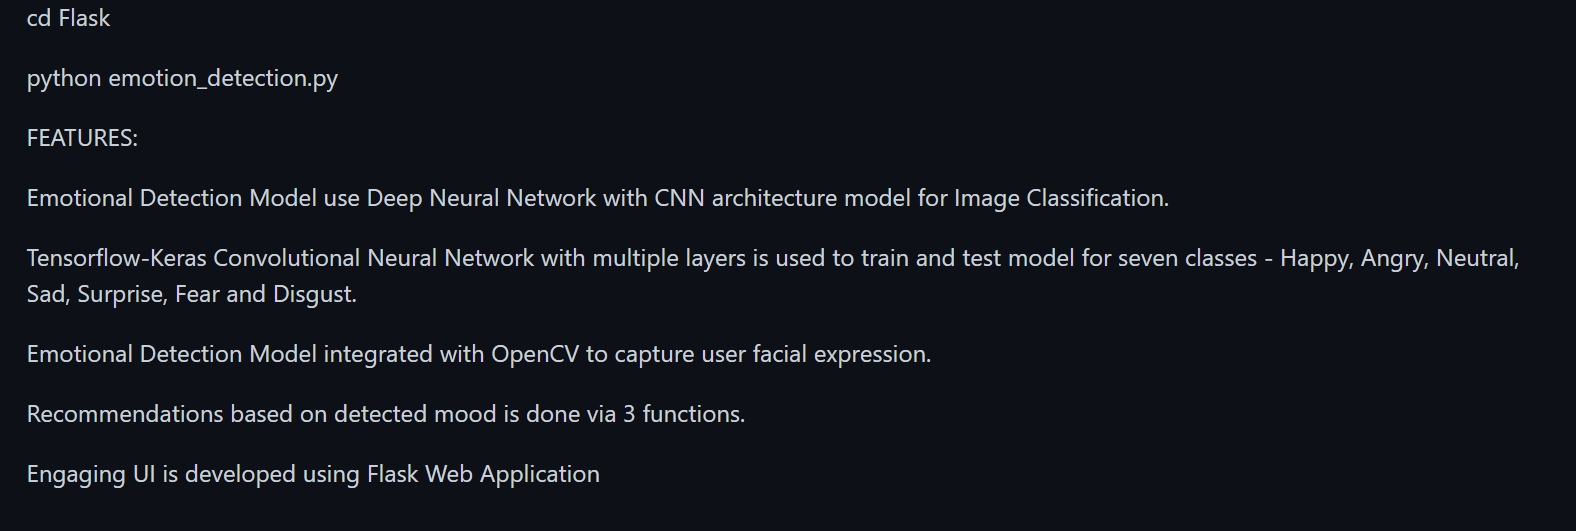 cd Flask
python emotion_detection.py
FEATURES:
Emotional Detection Model use Deep Neural Network with CNN architecture model for Image Classification.
Tensorflow-Keras Convolutional Neural Network with multiple layers is used to train and test model for seven classes - Happy, Angry, Neutral,
Sad, Surprise, Fear and Disgust.
Emotional Detection Model integrated with OpenCV to capture user facial expression.
Recommendations based on detected mood is done via 3 functions.
Engaging UI is developed using Flask Web Application